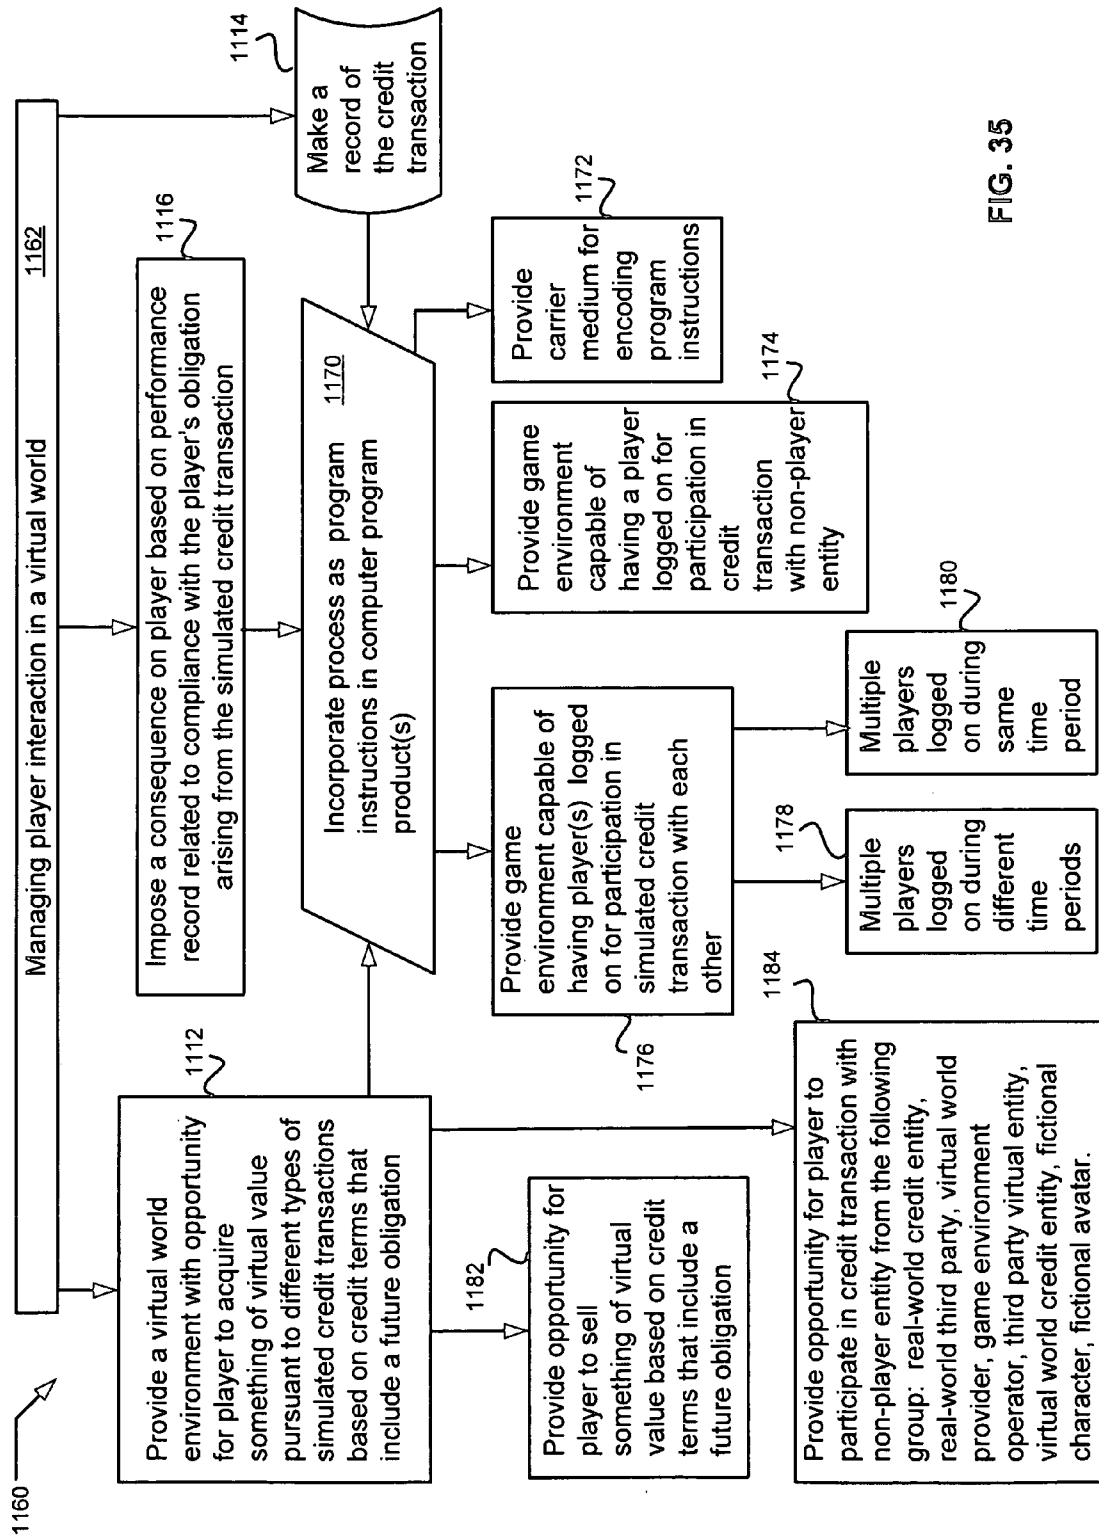 1160
Managing player interaction in a virtual world
1162
1112
Provide a virtual world
environment with opportunity
for player to acquire
something of virtual value
pursuant to different types of
simulated credit transactions
based on credit terms that
include a future obligation
1116
Impose a consequence on player based on performance
record related to compliance with the player's obligation
arising from the simulated credit transaction
1114
Make a
record of
the credit
transaction
1170
Incorporate process as program
instructions in computer program
product(s)
1182
Provide opportunity for
player to sell
something of virtual
value based on credit
terms that include a
future obligation
1176
Provide game
environment capable of
having player(s) logged
on for participation in
simulated credit
transaction with each
other
1174
Provide game
environment
capable of
having a player
logged on for
participation in
credit
transaction
with non-player
entity
1172
Provide
carrier
medium for
encoding
program
instructions
1184
Provide opportunity for player to
participate in credit transaction with
non-player entity from the following
group: real-world credit entity,
real-world third party, virtual world
provider, game environment
operator, third party virtual entity,
virtual world credit entity, fictional
character, fictional avatar.
1178
Multiple
players
logged
on during
different
time
periods
1180
Multiple
players
logged
on during
same
time
period
FIG. 35